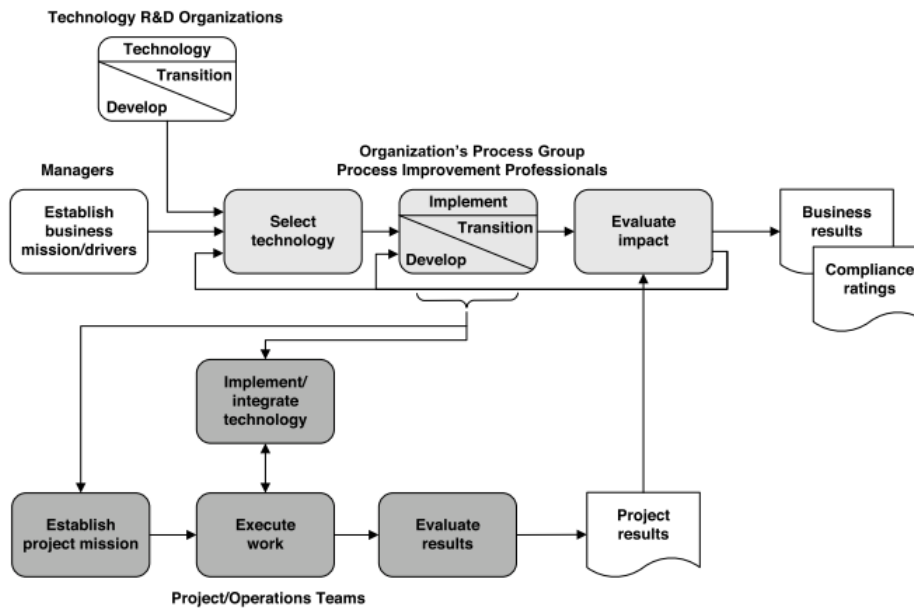 Technology R&D Organizations
Technology
Transition
Develop
Organization's Process Group
Process Improvement Professionals
Managers
Establish
business
mission/drivers
Select
technology
Implement
Transition
Develop
Evaluate
impact
Business
results
Compliance
ratings
Implement/
integrate
technology
Establish
project mission
Execute
work
Evaluate
results
Project
results
Project/Operations Teams